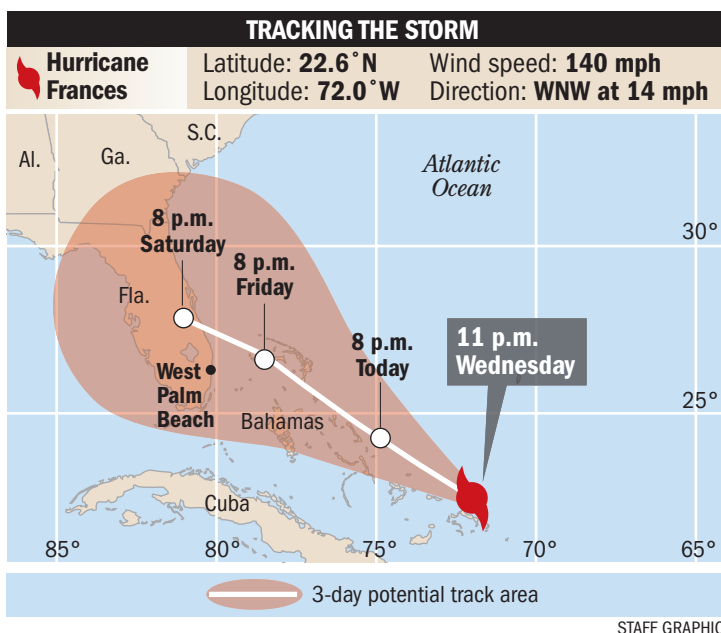 TRACKING THE STORM
Hurricane
Frances
Latitude: 22.6˚N
Longitude: 72.0˚W
Wind speed: 140 mph
Direction: WNW at 14 mph
S.C.
Al.
Ga.
Atlantic
Ocean
8 p.m.
Saturday
30°
8 p.m.
Friday
Fla.
8 p.m.
Today
11 p.m.
Wednesday
West
Palm
Beach
Bahamas
25°
Cuba
85°
80°
75°
70°
65°
3-day potential track area
STAFF GRAPHIC